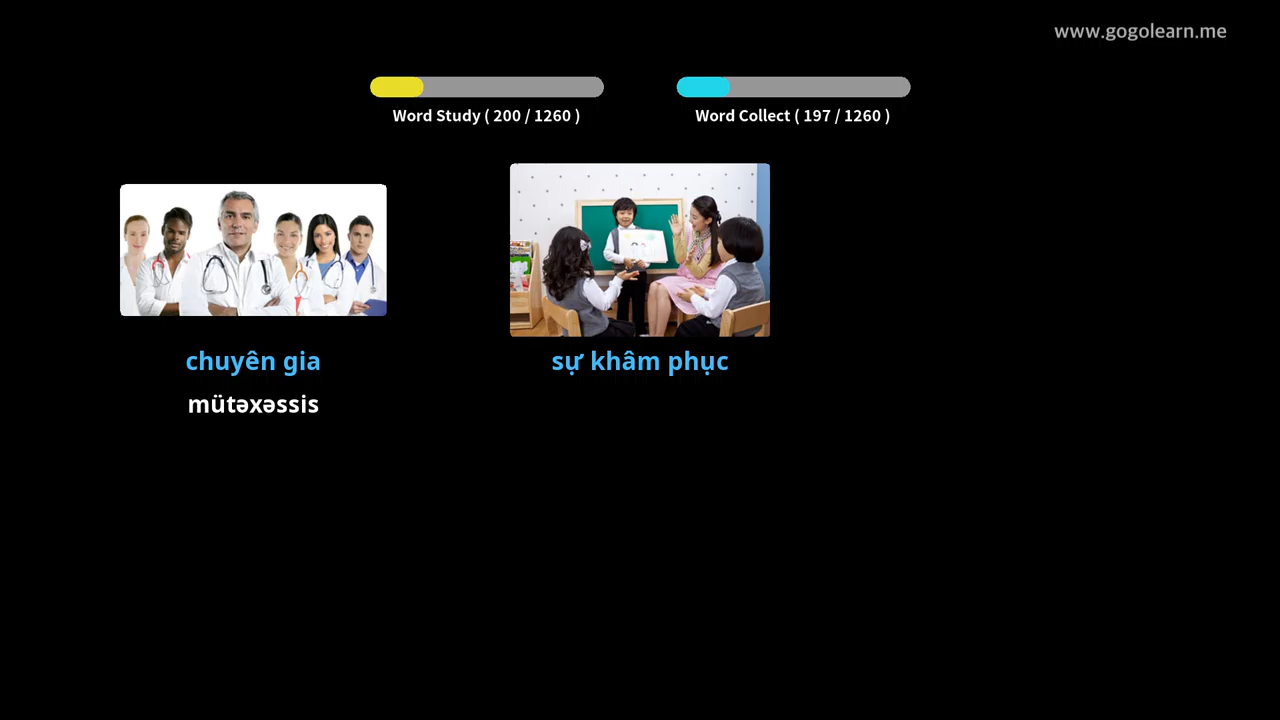 www.gogolearn.me
Word Study ( 200 / 1260 )
Word Collect ( 197 / 1260 )
chuyên gia
mütəxəssis
sự khâm phục